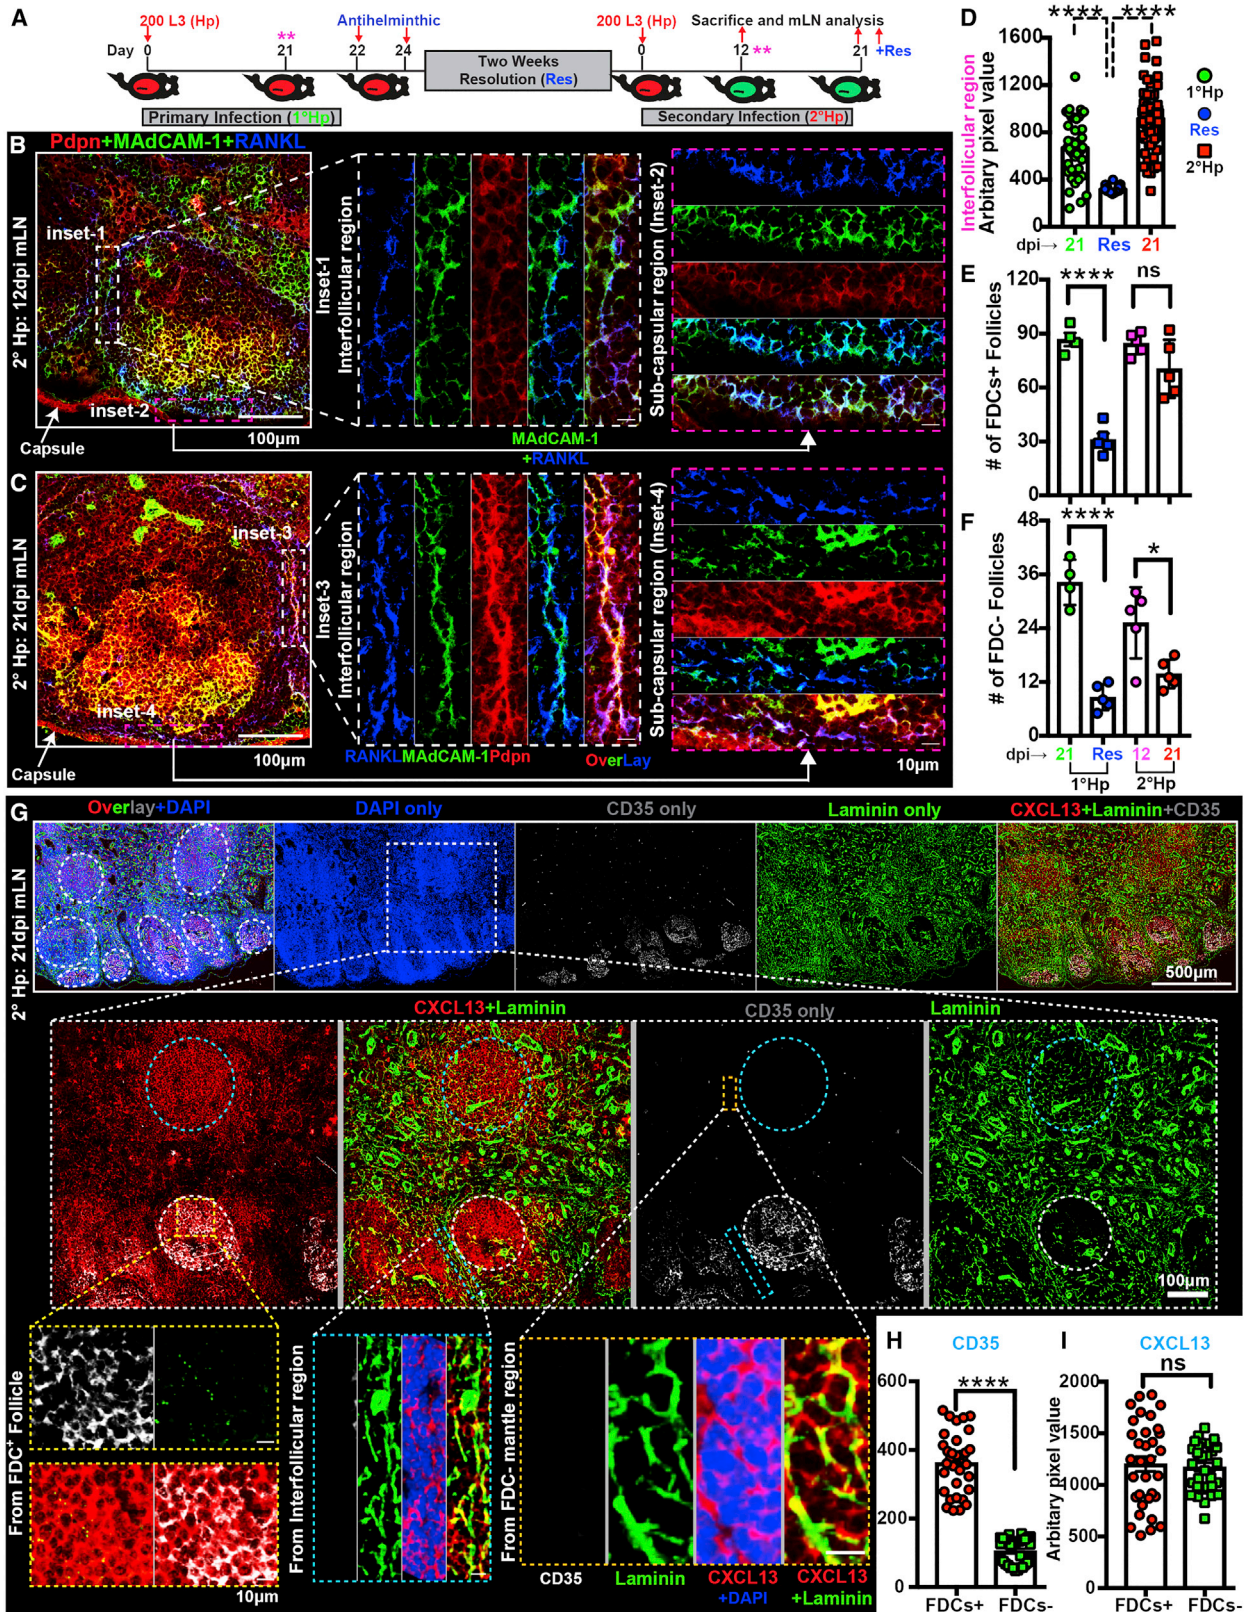 A
200 L3 (Hp)
**
Antihelminthic
200 L3 (Hp)
Sacrifice and mLN analysis
Day 0 21 22 24
Two Weeks
Resolution (Res)
0 12 ** 21 +Res
Primary Infection (1°Hp)
Secondary Infection (2°Hp)
B
Pdpn+MAdCAM-1+RANKL
2° Hp: 12dpi mLN
inset-1
inset-2
Capsule
100µm
Inset-1
Interfollicular region
Sub-capsular region (Inset-2)
MAdCAM-1
+RANKL
C
2° Hp: 21dpi mLN
inset-3
inset-4
Capsule
100µm
Inset-3
Interfollicular region
Sub-capsular region (Inset-4)
RANKL MAdCAM-1 Pdpn
OverLay
10µm
D
**** ****
Interfollicular region
Arbitary pixel value
1600
1200
800
400
0
dpi→ 21 Res 21
1°Hp
Res
2°Hp
E
**** ns
# of FDCs+ Follicles
120
90
60
30
0
F
**** *
# of FDC- Follicles
48
36
24
12
0
dpi→ 21 Res 12 21
1°Hp 2°Hp
G
2° Hp: 21dpi mLN
Overlay+DAPI
DAPI only
CD35 only
Laminin only
CXCL13+Laminin+CD35
500µm
CXCL13+Laminin
CD35 only
Laminin
100µm
From FDC+ Follicle
10µm
From Interfollicular region
From FDC- mantle region
CD35
Laminin
CXCL13
+DAPI
CXCL13
+Laminin
H
CD35
****
600
400
200
0
FDCs+ FDCs-
I
CXCL13
ns
Arbitary pixel value
2000
1500
1000
500
0
FDCs+ FDCs-